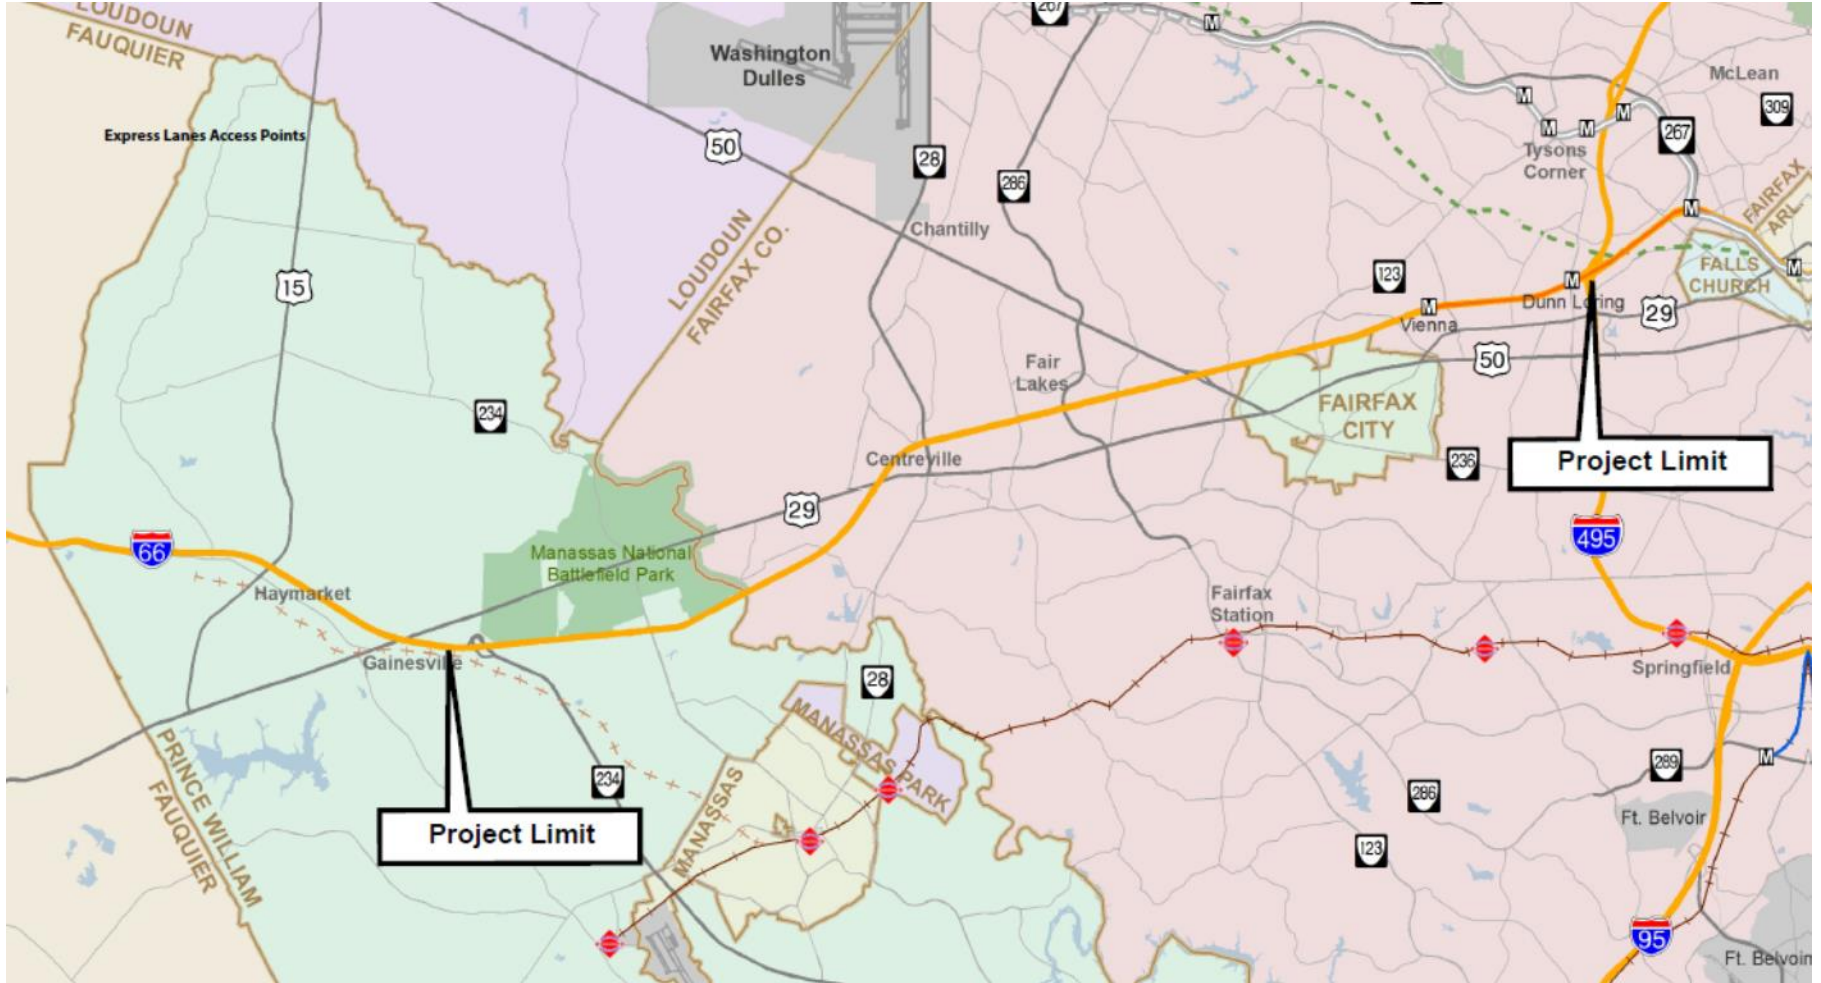 LOUDOUN
FAUQUIER
267
M
Washington
Dulles
McLean
309
Express Lanes Access Points
50
28
M
M
M
M
267
286
Tysons
Corner
FAIRFAX
ARL.
M
LOUDOUN
FAIRFAX CO.
Chantilly
15
123
M
FALLS
CHURCH
M
M
Dunn Loring
29
Vienna
Fair
Lakes
50
234
FAIRFAX
CITY
Centreville
236
Project Limit
29
66
495
Manassas National
Battlefield Park
Haymarket
Fairfax
Station
Gainesville
Springfield
28
MANASSAS PARK
PRINCE WILLIAM
FAUQUIER
M
289
234
MANASSAS
286
Project Limit
Ft. Belvoir
123
95
Ft. Belvoir